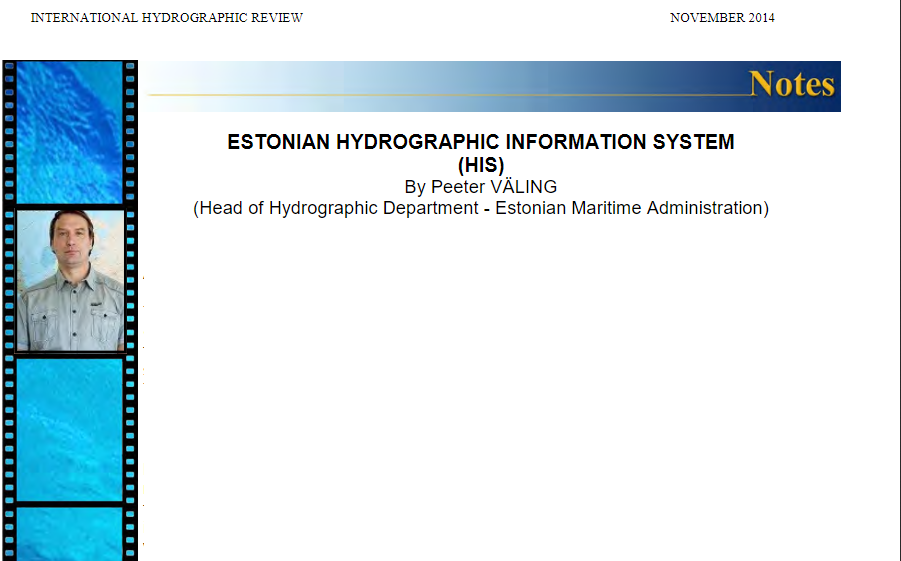 INTERNATIONAL HYDROGRAPHIC REVIEW NOVEMBER 2014
Notes
ESTONIAN HYDROGRAPHIC INFORMATION SYSTEM
(HIS)
By Peeter VÄLING
(Head of Hydrographic Department - Estonian Maritime Administration)